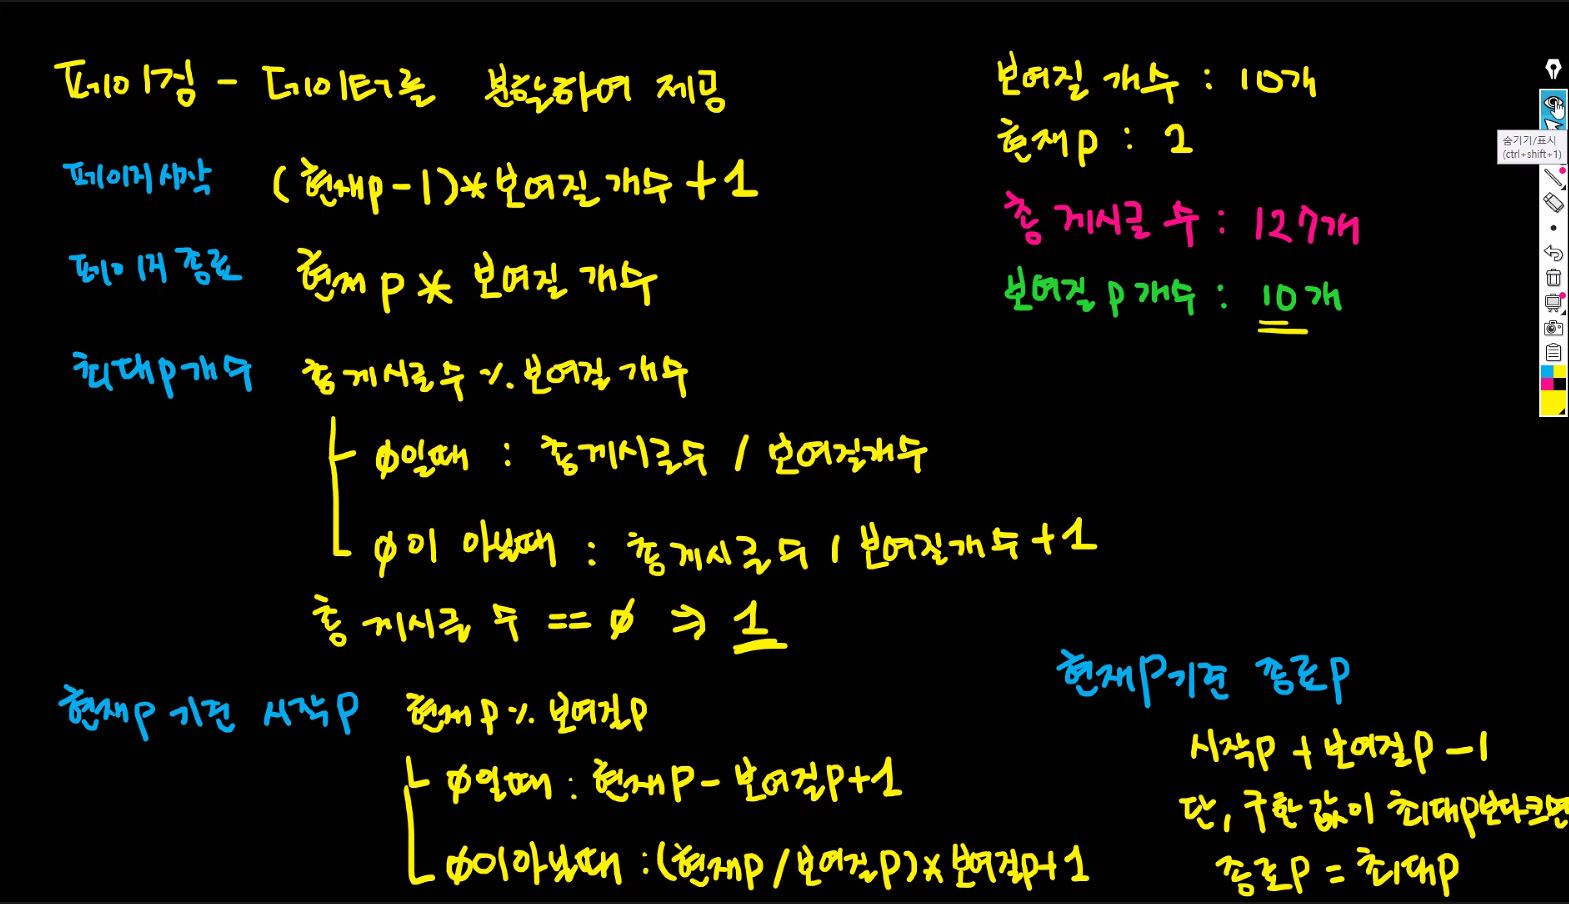 페이징 - 데이터를 분할하여 제공
페이지시작 (현재p-1)*보여질 개수+1
페이지 종료 현재p * 보여질 개수
최대p개수 총게시글수 % 보여질 개수
0일때 : 총게시글수 / 보여질개수
0이 아닐때 : 총게시글수 / 보여질개수+1
총 게시글 수 == 0 => 1
현재p 기준 시작p 현재p % 보여질p
0일때 : 현재p - 보여질p+1
0이아닐때 : (현재p/보여질p)*보여질p+1
보여질 개수 : 10개
현재p : 2
총 게시글 수 : 127개
보여질 p 개수 : 10개
현재p기준 종료p
시작p + 보여질p - 1
단, 구한 값이 최대p보다크면
종료p = 최대p
숨기기/표시
(ctrl+shift+1)